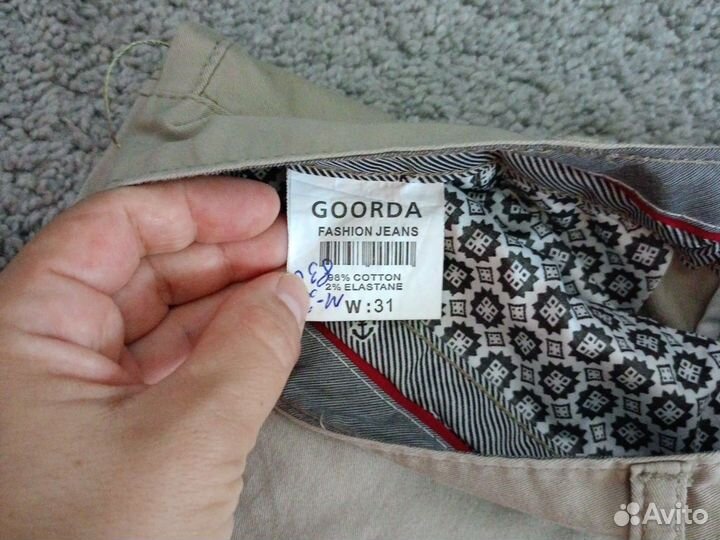 GOORDA
FASHION JEANS
98% COTTON
2% ELASTANE
W:31
Avito